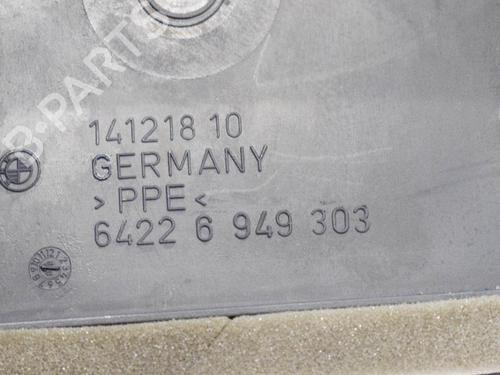 B-PARTS
141218 10
GERMANY
>PPE<
6422 6 949 303